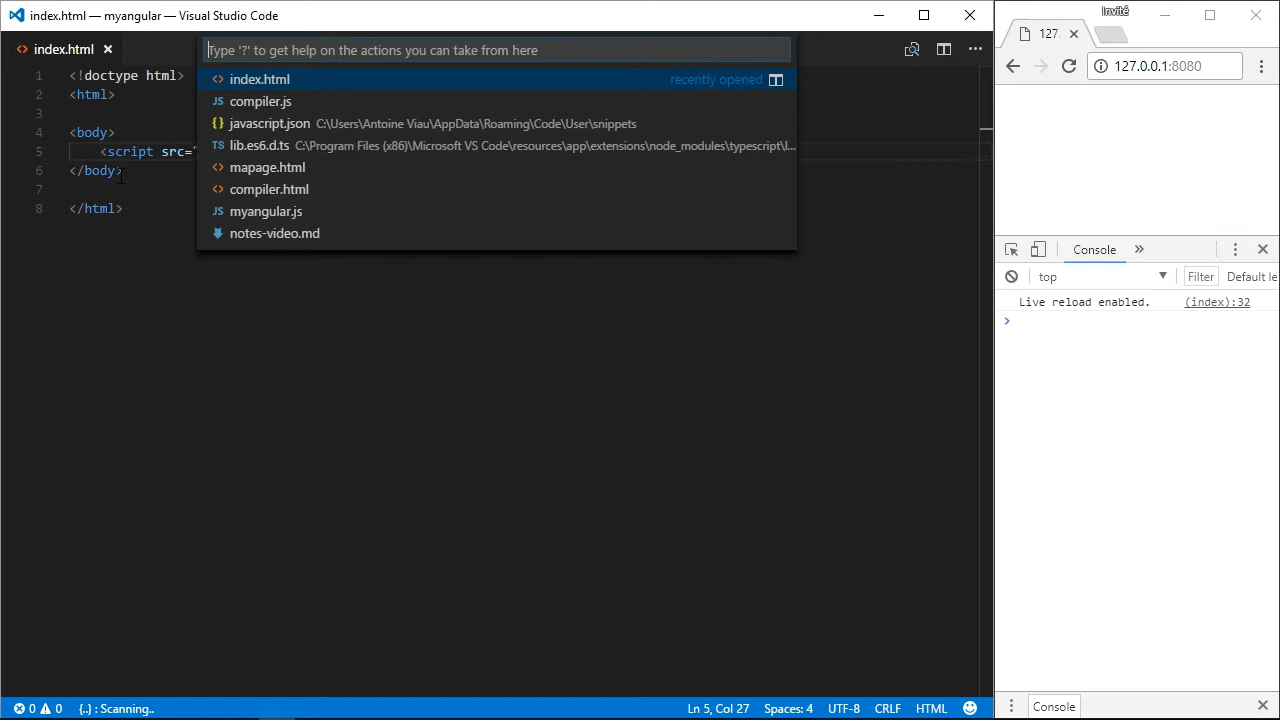 index.html — myangular — Visual Studio Code
index.html
Type '?' to get help on the actions you can take from here
index.html recently opened
compiler.js
javascript.json C:\Users\Antoine Viau\AppData\Roaming\Code\User\snippets
lib.es6.d.ts C:\Program Files (x86)\Microsoft VS Code\resources\app\extensions\node_modules\typescript\l...
mapage.html
compiler.html
myangular.js
notes-video.md
1 <!doctype html>
2 <html>
3
4 <body>
5 <script src="
6 </body>
7
8 </html>
{..} : Scanning..
0 0
Ln 5, Col 27 Spaces: 4 UTF-8 CRLF HTML
Invité
127.
127.0.0.1:8080
Console »
top Filter Default le
Live reload enabled. (index):32
Console